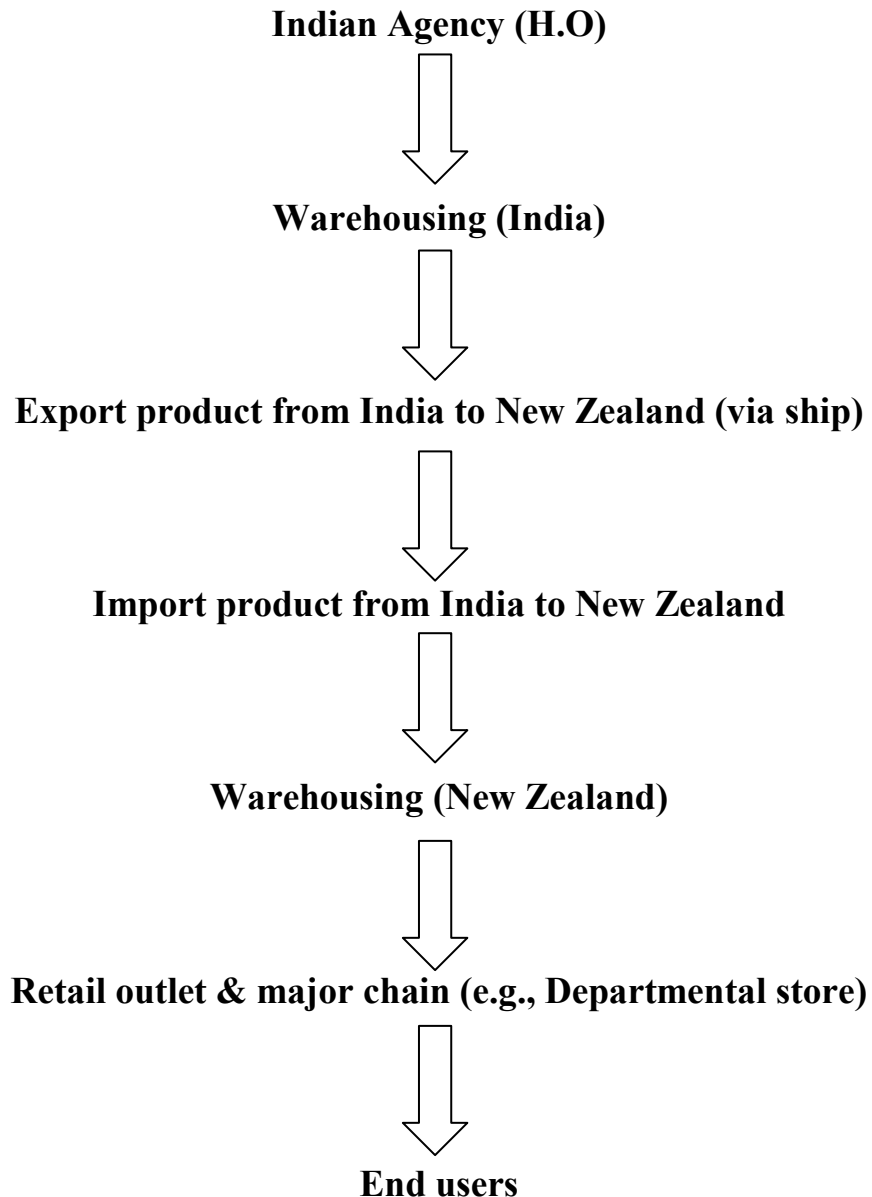 Indian Agency (H.O)
Warehousing (India)
Export product from India to New Zealand (via ship)
Import product from India to New Zealand
Warehousing (New Zealand)
Retail outlet & major chain (e.g., Departmental store)
End users